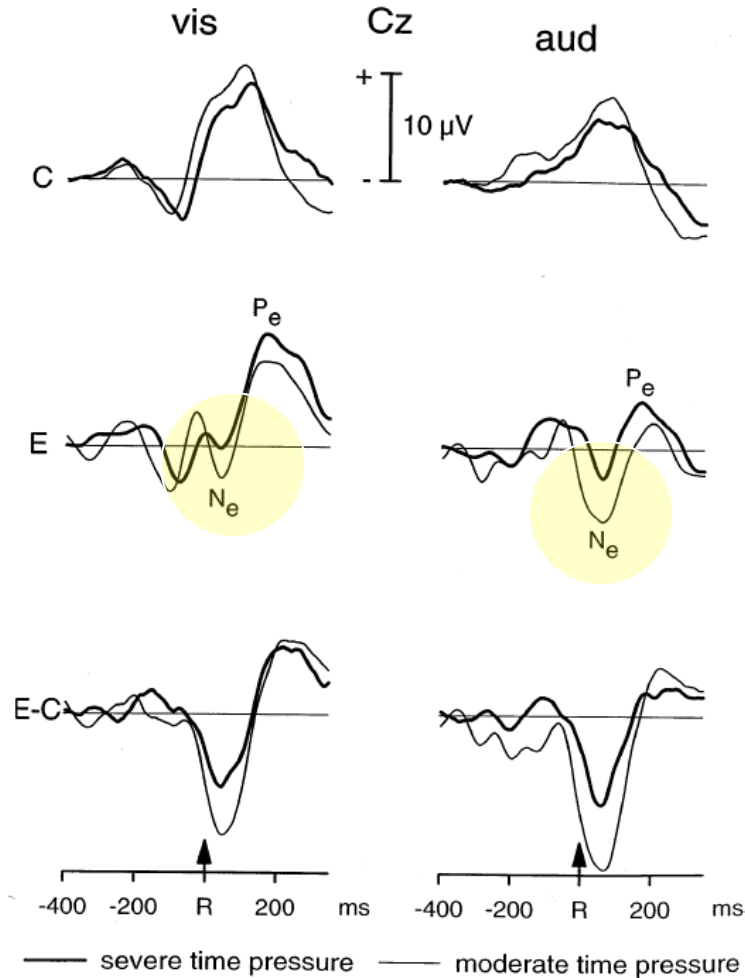 vis
Cz
aud
+
10 µV
-
C
Pe
E
Ne
Pe
Ne
E-C
-400 -200 R 200 ms
-400 -200 R 200 ms
severe time pressure
moderate time pressure